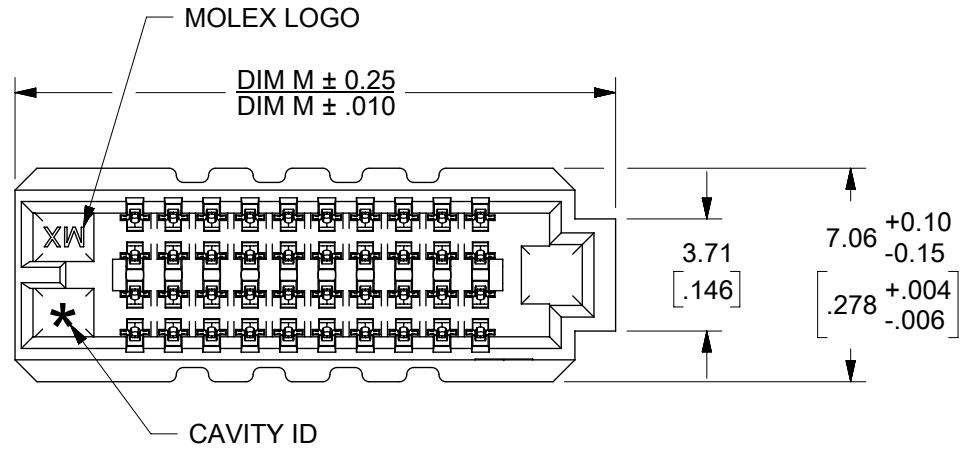 MOLEX LOGO
DIM M ± 0.25
DIM M ± .010
MX
*
3.71
[.146]
7.06 +0.10
-0.15
[.278 +.004
-.006]
CAVITY ID